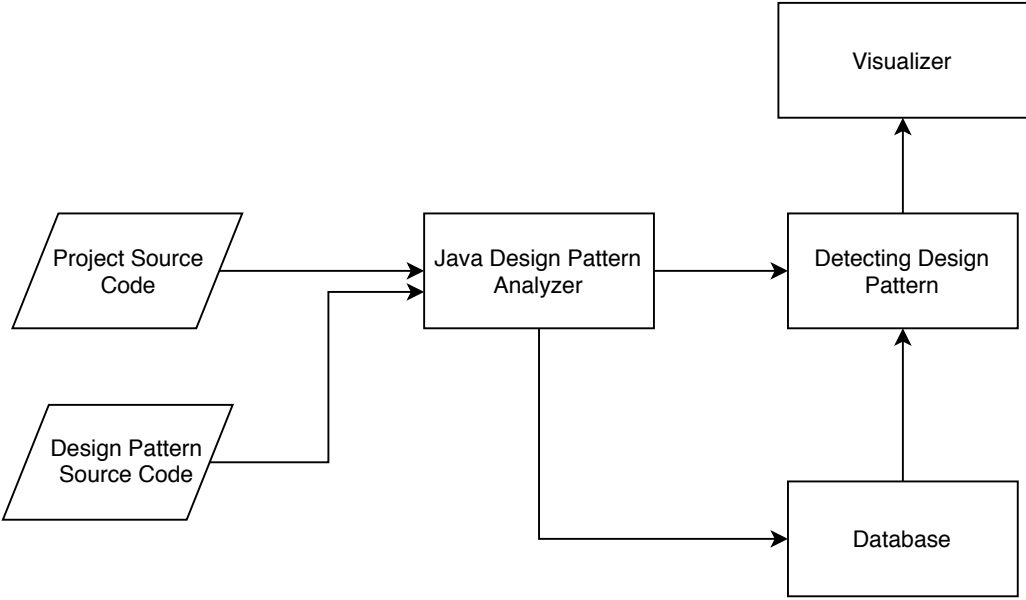 Visualizer
Project Source
Code
Java Design Pattern
Analyzer
Detecting Design
Pattern
Design Pattern
Source Code
Database